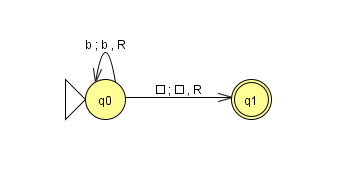 b ; b , R
□ ; □ , R
q0
q1